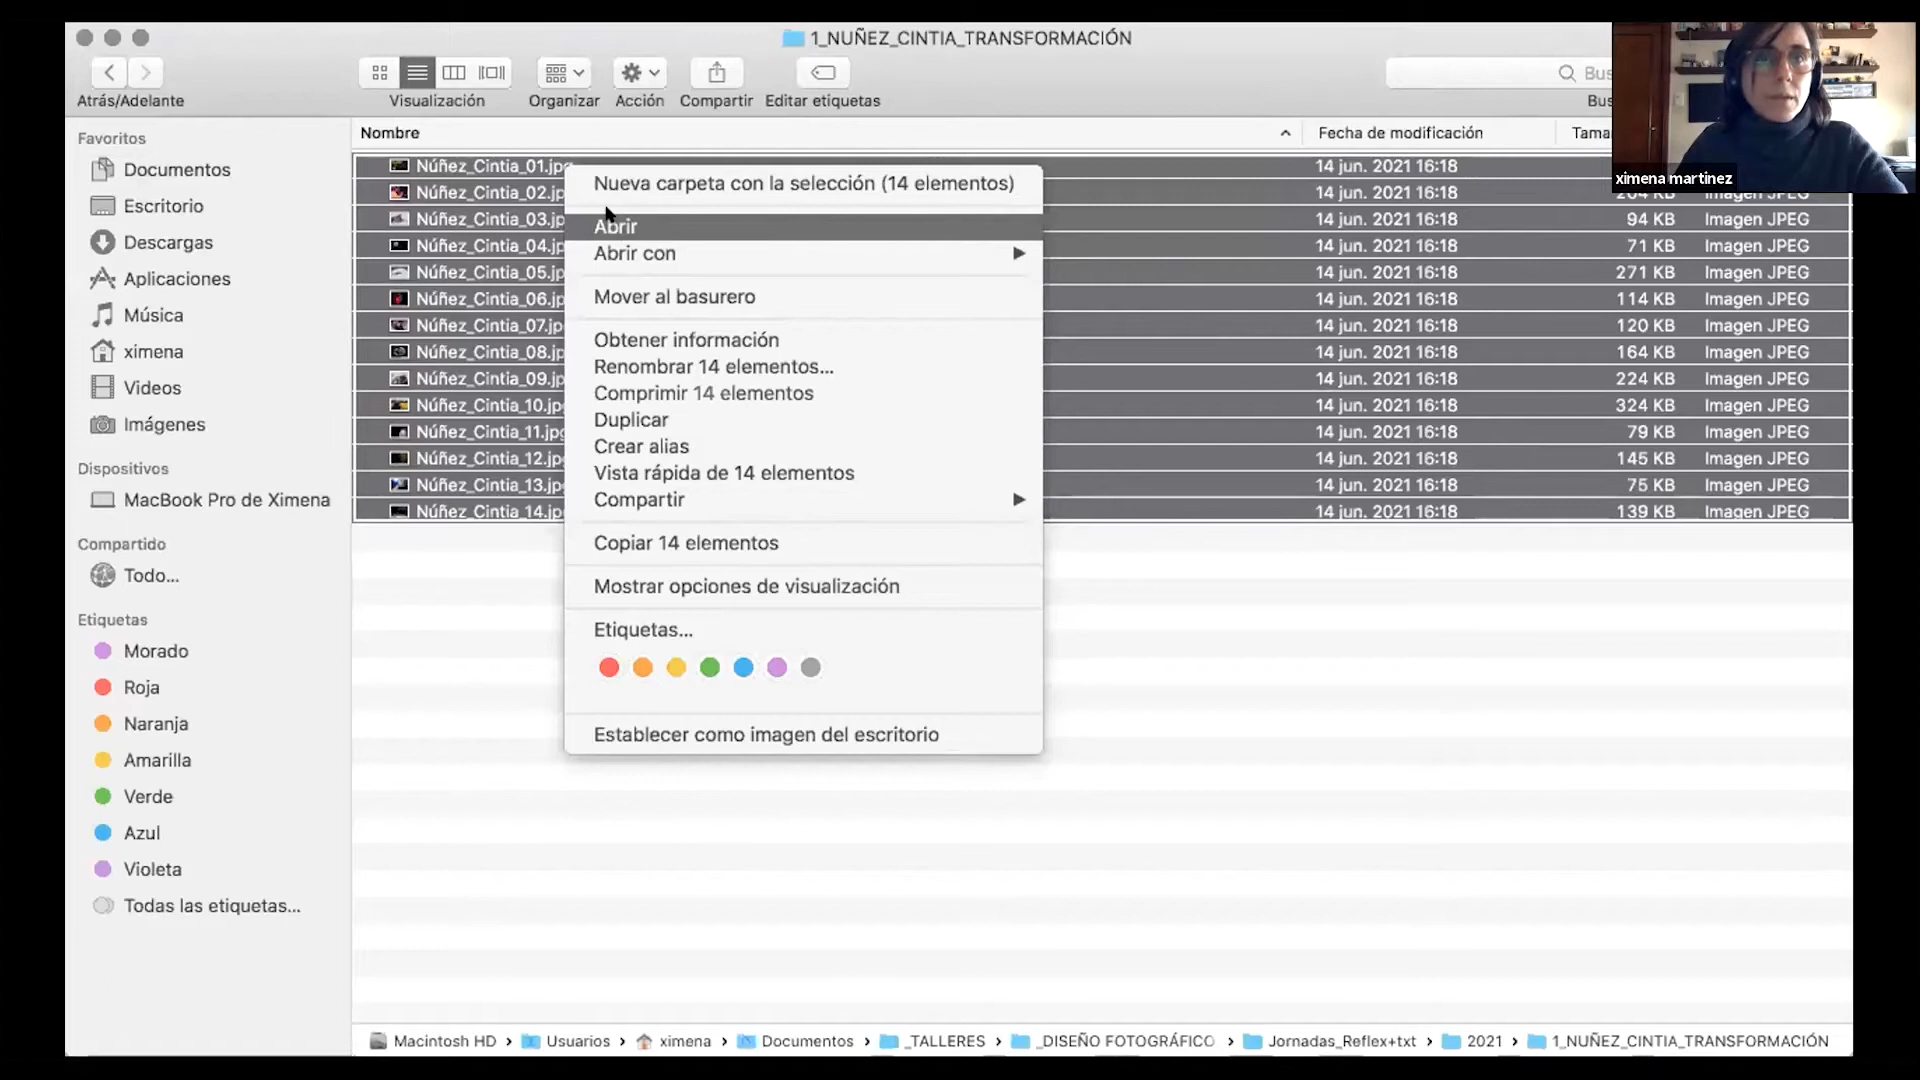 1_NUÑEZ_CINTIA_TRANSFORMACIÓN
Atrás/Adelante
Visualización
Organizar
Acción
Compartir
Editar etiquetas
ximena martinez
Favoritos
Documentos
Escritorio
Descargas
Aplicaciones
Música
ximena
Videos
Imágenes
Dispositivos
MacBook Pro de Ximena
Compartido
Todo...
Etiquetas
Morado
Roja
Naranja
Amarilla
Verde
Azul
Violeta
Todas las etiquetas...
Nombre Fecha de modificación
Núñez_Cintia_01.jpg 14 jun. 2021 16:18
Núñez_Cintia_02.jp 14 jun. 2021 16:18 204 KB Imagen JPEG
Núñez_Cintia_03.jp 14 jun. 2021 16:18 94 KB Imagen JPEG
Núñez_Cintia_04.jp 14 jun. 2021 16:18 71 KB Imagen JPEG
Núñez_Cintia_05.jp 14 jun. 2021 16:18 271 KB Imagen JPEG
Núñez_Cintia_06.jp 14 jun. 2021 16:18 114 KB Imagen JPEG
Núñez_Cintia_07.jp 14 jun. 2021 16:18 120 KB Imagen JPEG
Núñez_Cintia_08.jp 14 jun. 2021 16:18 164 KB Imagen JPEG
Núñez_Cintia_09.jp 14 jun. 2021 16:18 224 KB Imagen JPEG
Núñez_Cintia_10.jp 14 jun. 2021 16:18 324 KB Imagen JPEG
Núñez_Cintia_11.jpg 14 jun. 2021 16:18 79 KB Imagen JPEG
Núñez_Cintia_12.jp 14 jun. 2021 16:18 145 KB Imagen JPEG
Núñez_Cintia_13.jp 14 jun. 2021 16:18 75 KB Imagen JPEG
Núñez_Cintia_14.jp 14 jun. 2021 16:18 139 KB Imagen JPEG
Nueva carpeta con la selección (14 elementos)
Abrir
Abrir con
Mover al basurero
Obtener información
Renombrar 14 elementos...
Comprimir 14 elementos
Duplicar
Crear alias
Vista rápida de 14 elementos
Compartir
Copiar 14 elementos
Mostrar opciones de visualización
Etiquetas...
Establecer como imagen del escritorio
Macintosh HD › Usuarios › ximena › Documentos › _TALLERES › _DISEÑO FOTOGRÁFICO › Jornadas_Reflex+txt › 2021 › 1_NUÑEZ_CINTIA_TRANSFORMACIÓN